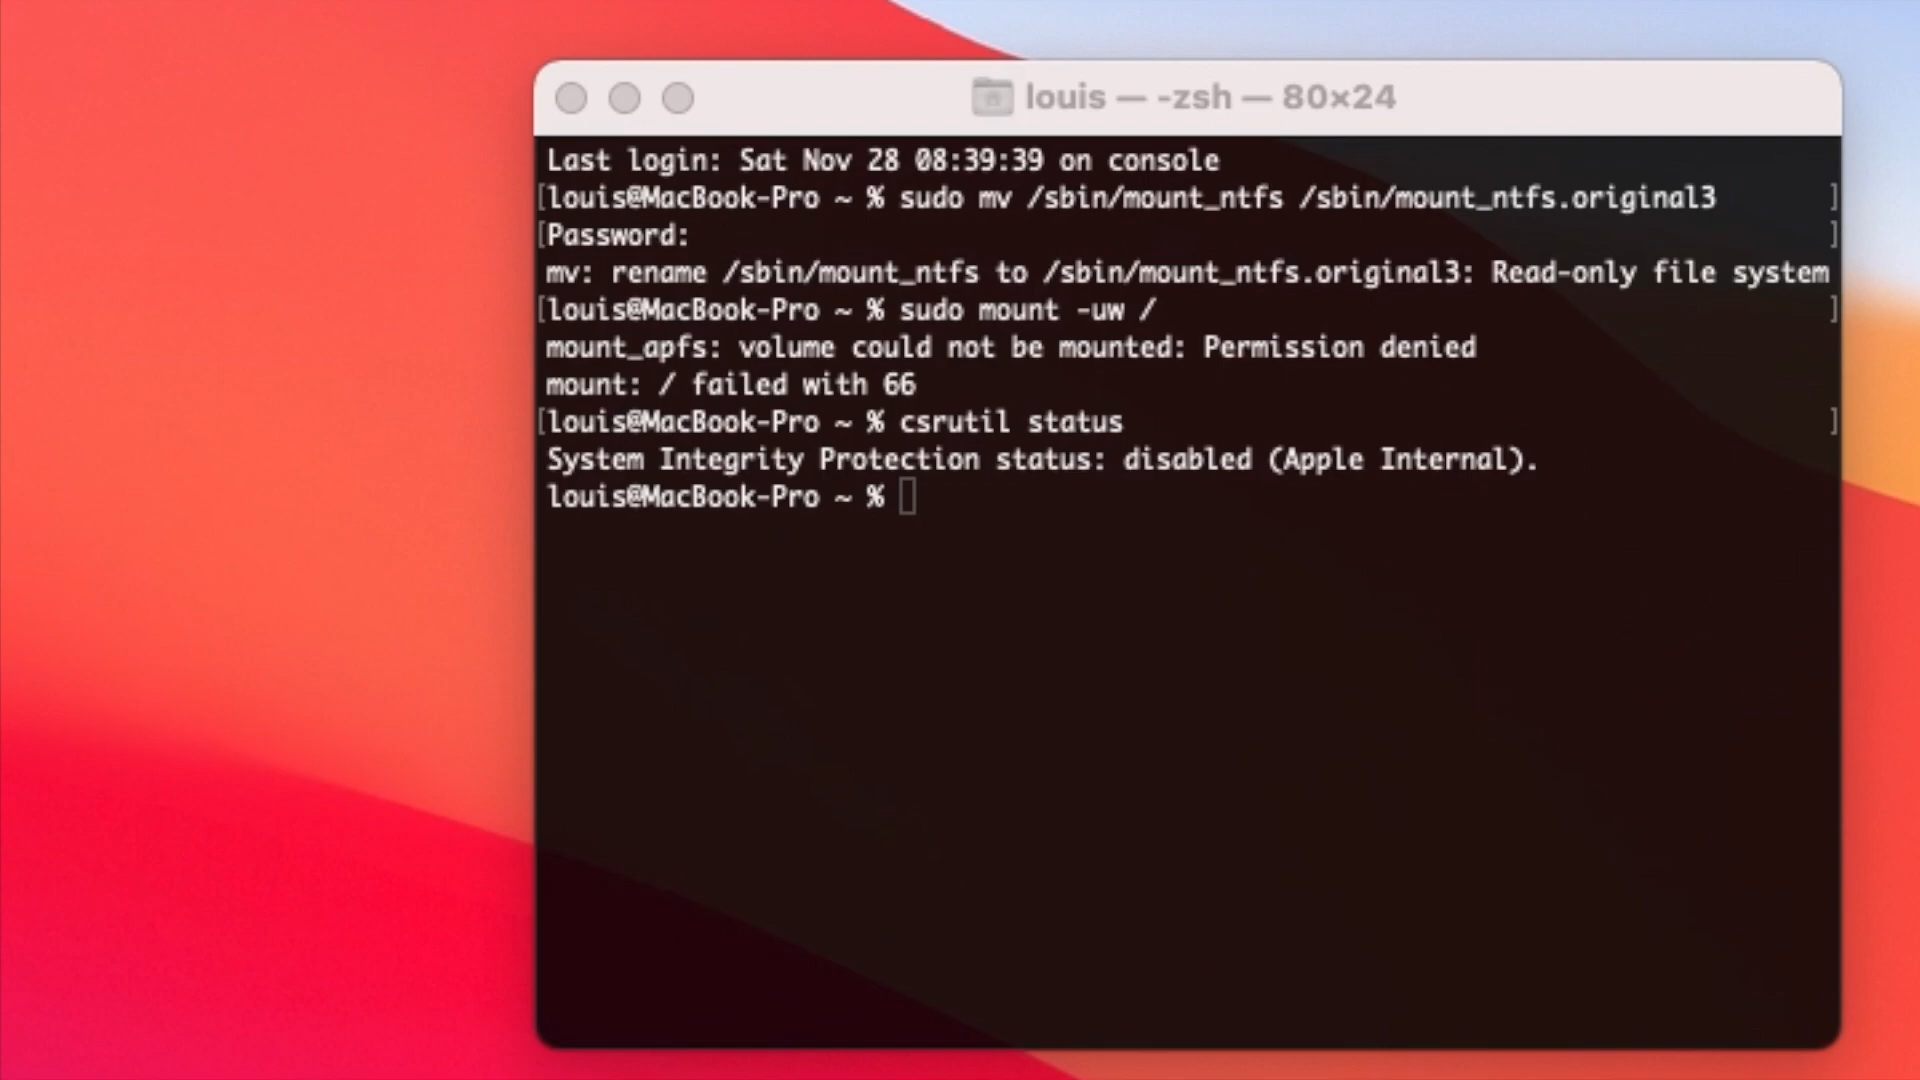 louis — -zsh — 80×24
Last login: Sat Nov 28 08:39:39 on console
[louis@MacBook-Pro ~ % sudo mv /sbin/mount_ntfs /sbin/mount_ntfs.original3 ]
[Password: ]
mv: rename /sbin/mount_ntfs to /sbin/mount_ntfs.original3: Read-only file system
[louis@MacBook-Pro ~ % sudo mount -uw / ]
mount_apfs: volume could not be mounted: Permission denied
mount: / failed with 66
[louis@MacBook-Pro ~ % csrutil status ]
System Integrity Protection status: disabled (Apple Internal).
louis@MacBook-Pro ~ %